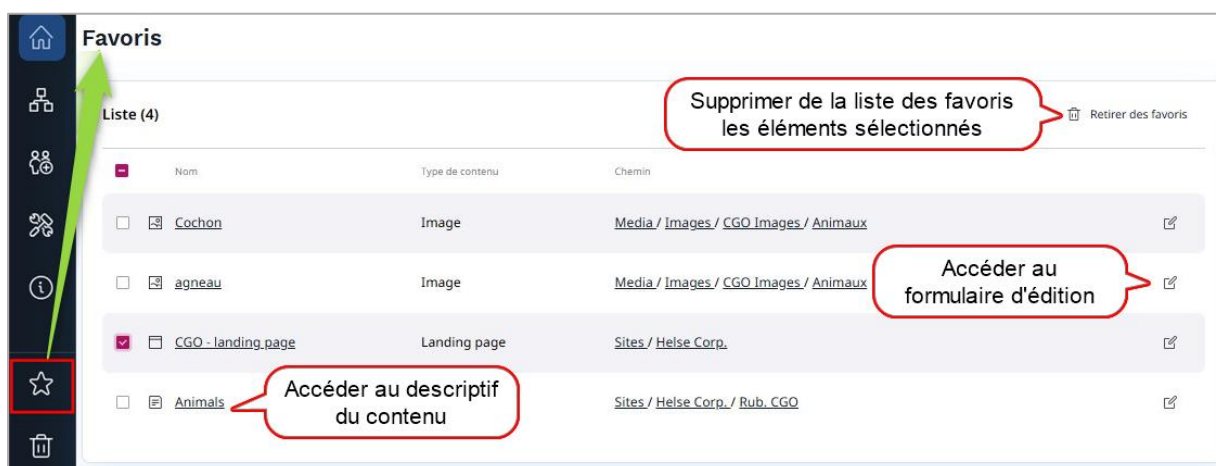 Favoris
Liste (4)
Supprimer de la liste des favoris
les éléments sélectionnés
Retirer des favoris
Nom Type de contenu Chemin
Cochon Image Media / Images / CGO Images / Animaux
agneau Image Media / Images / CGO Images / Animaux
Accéder au
formulaire d'édition
CGO - landing page Landing page Sites / Helse Corp.
Animals Sites / Helse Corp. / Rub. CGO
Accéder au descriptif
du contenu